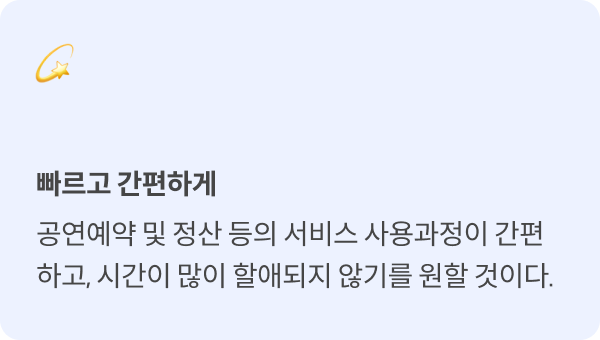 빠르고 간편하게
공연예약 및 정산 등의 서비스 사용과정이 간편
하고, 시간이 많이 할애되지 않기를 원할 것이다.